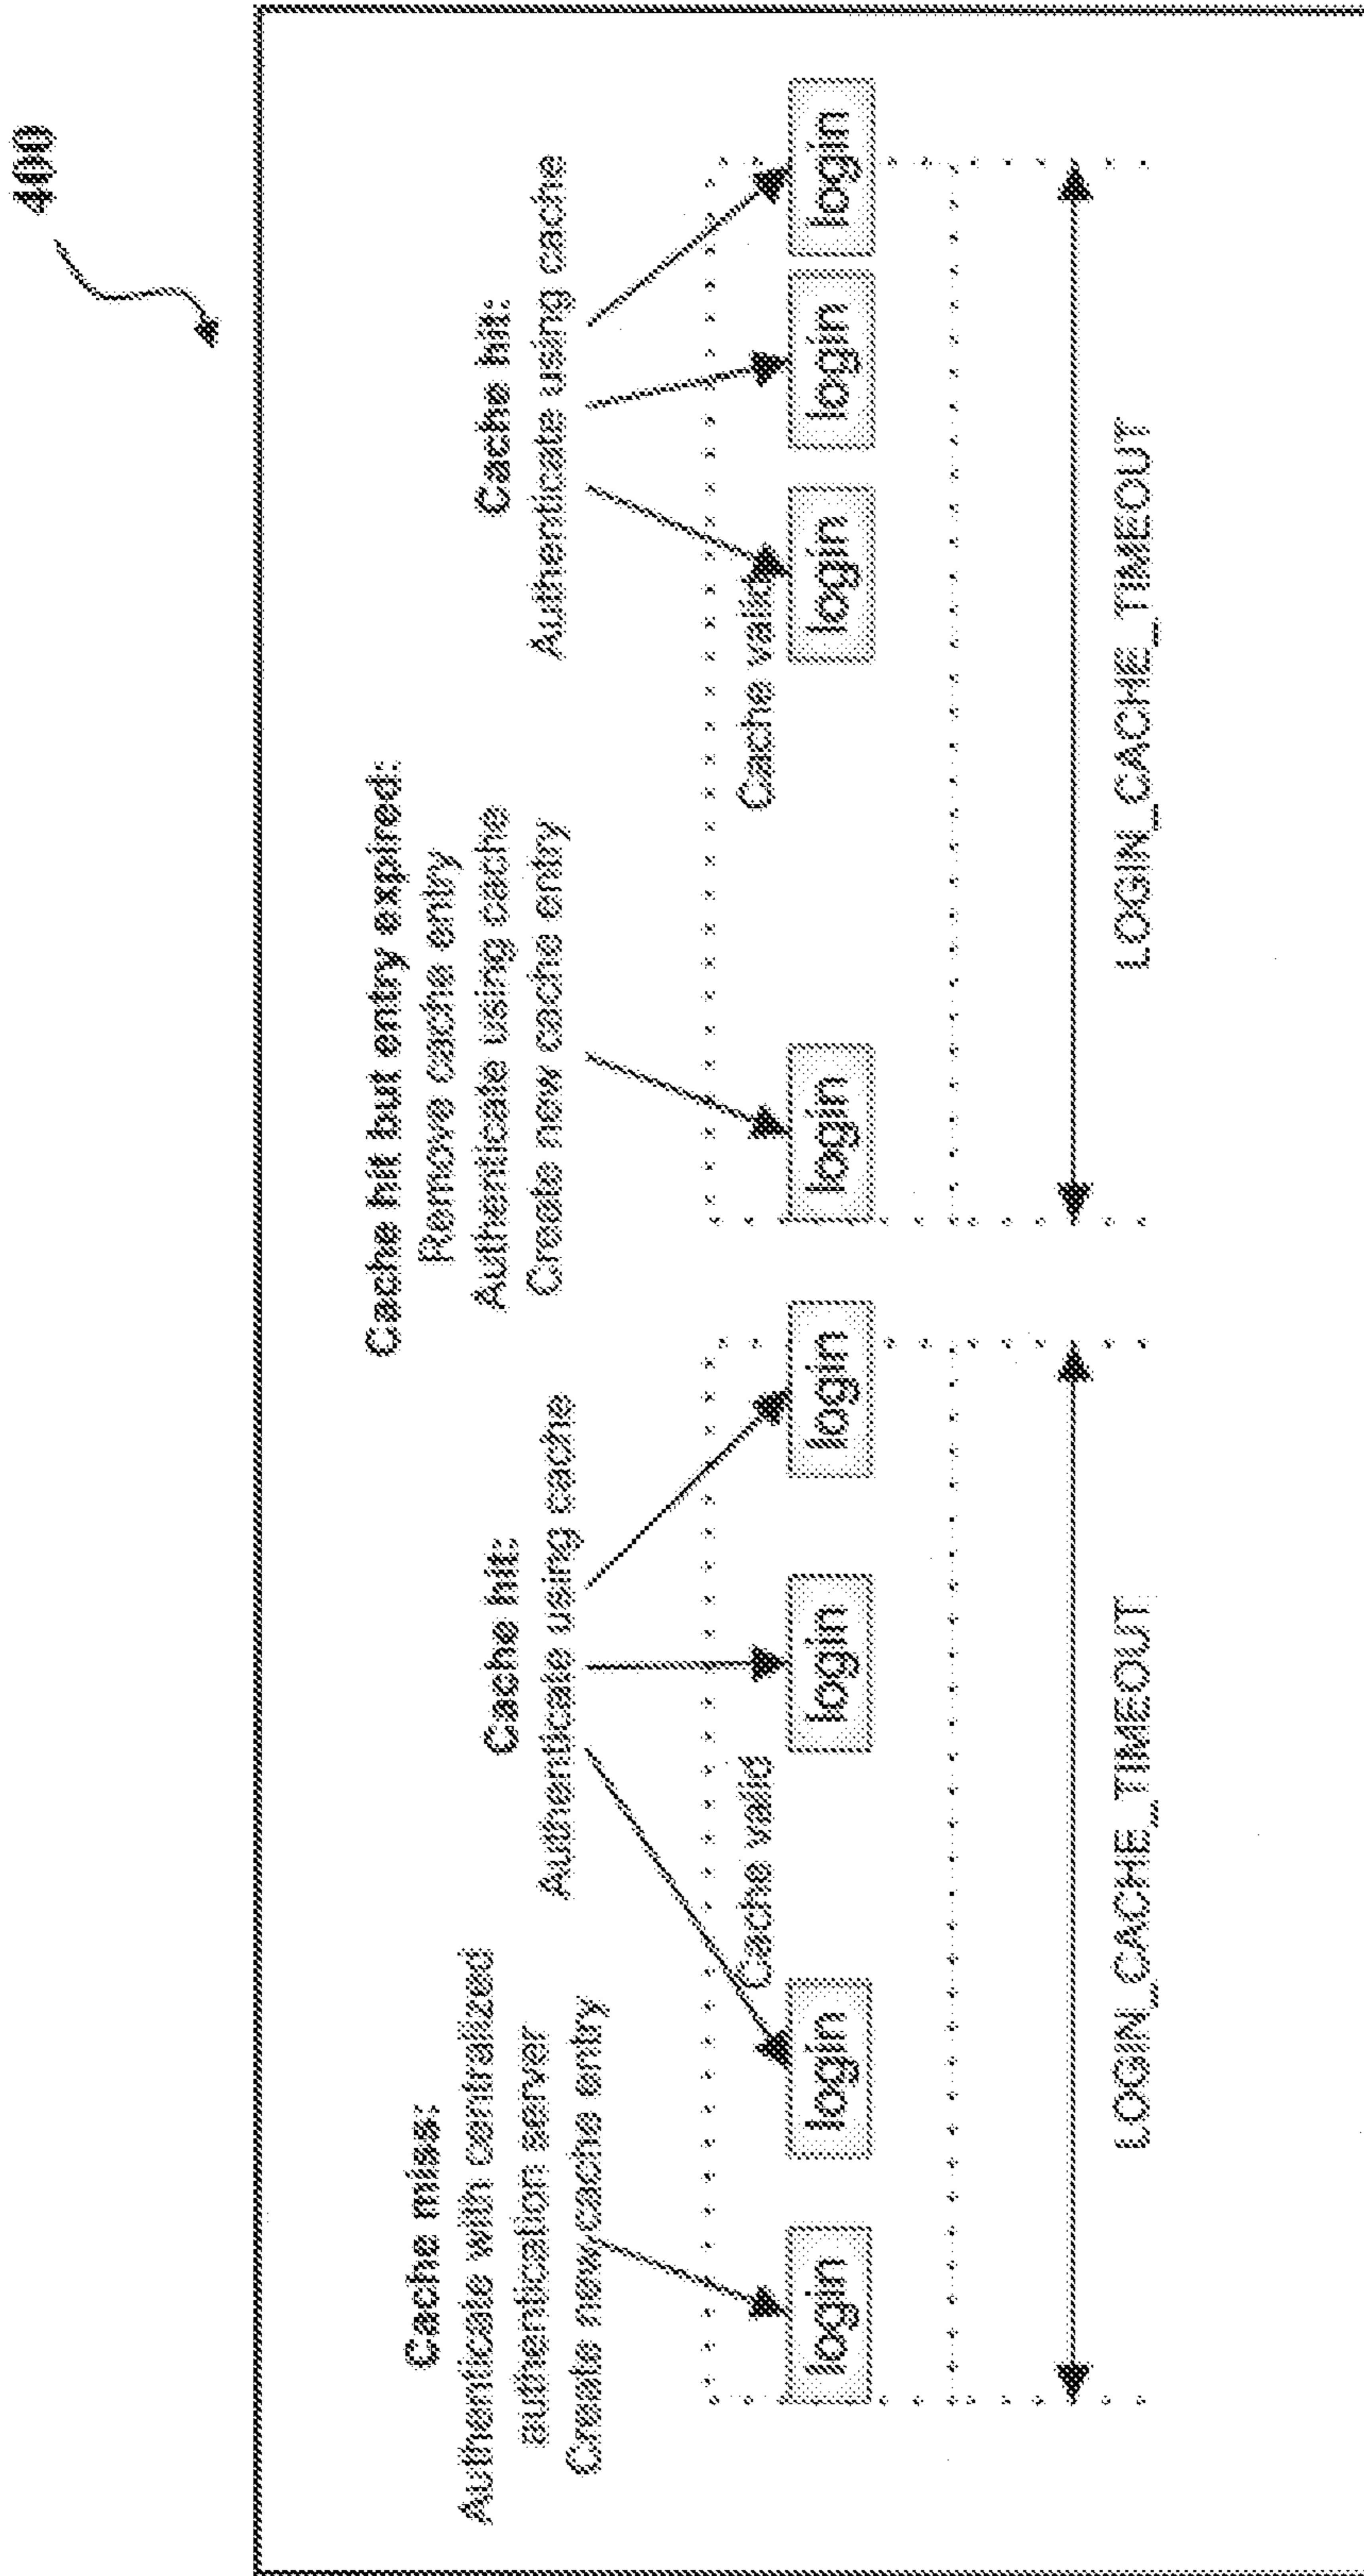 400
Cache miss:
Authenticate with centralized
authentication server
Create new cache entry
Cache hit:
Authenticate using cache
Cache hit but entry expired:
Remove cache entry
Authenticate using cache
Create new cache entry
Cache hit:
Authenticate using cache
Cache valid
Cache valid
login
login
login
login
login
login
login
login
LOGIN_CACHE_TIMEOUT
LOGIN_CACHE_TIMEOUT